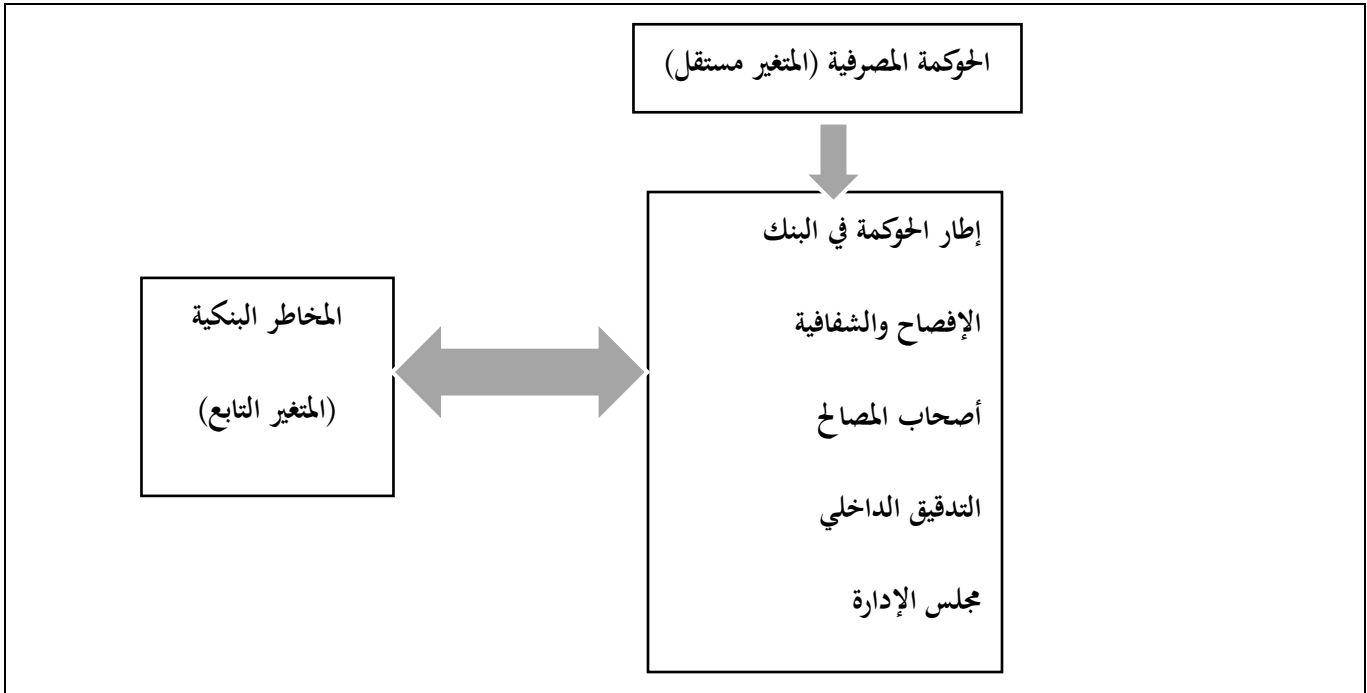 الحوكمة المصرفية (المتغير مستقل)
إطار الحوكمة في البنك
الإفصاح والشفافية
أصحاب المصالح
التدقيق الداخلي
مجلس الإدارة
المخاطر البنكية
(المتغير التابع)